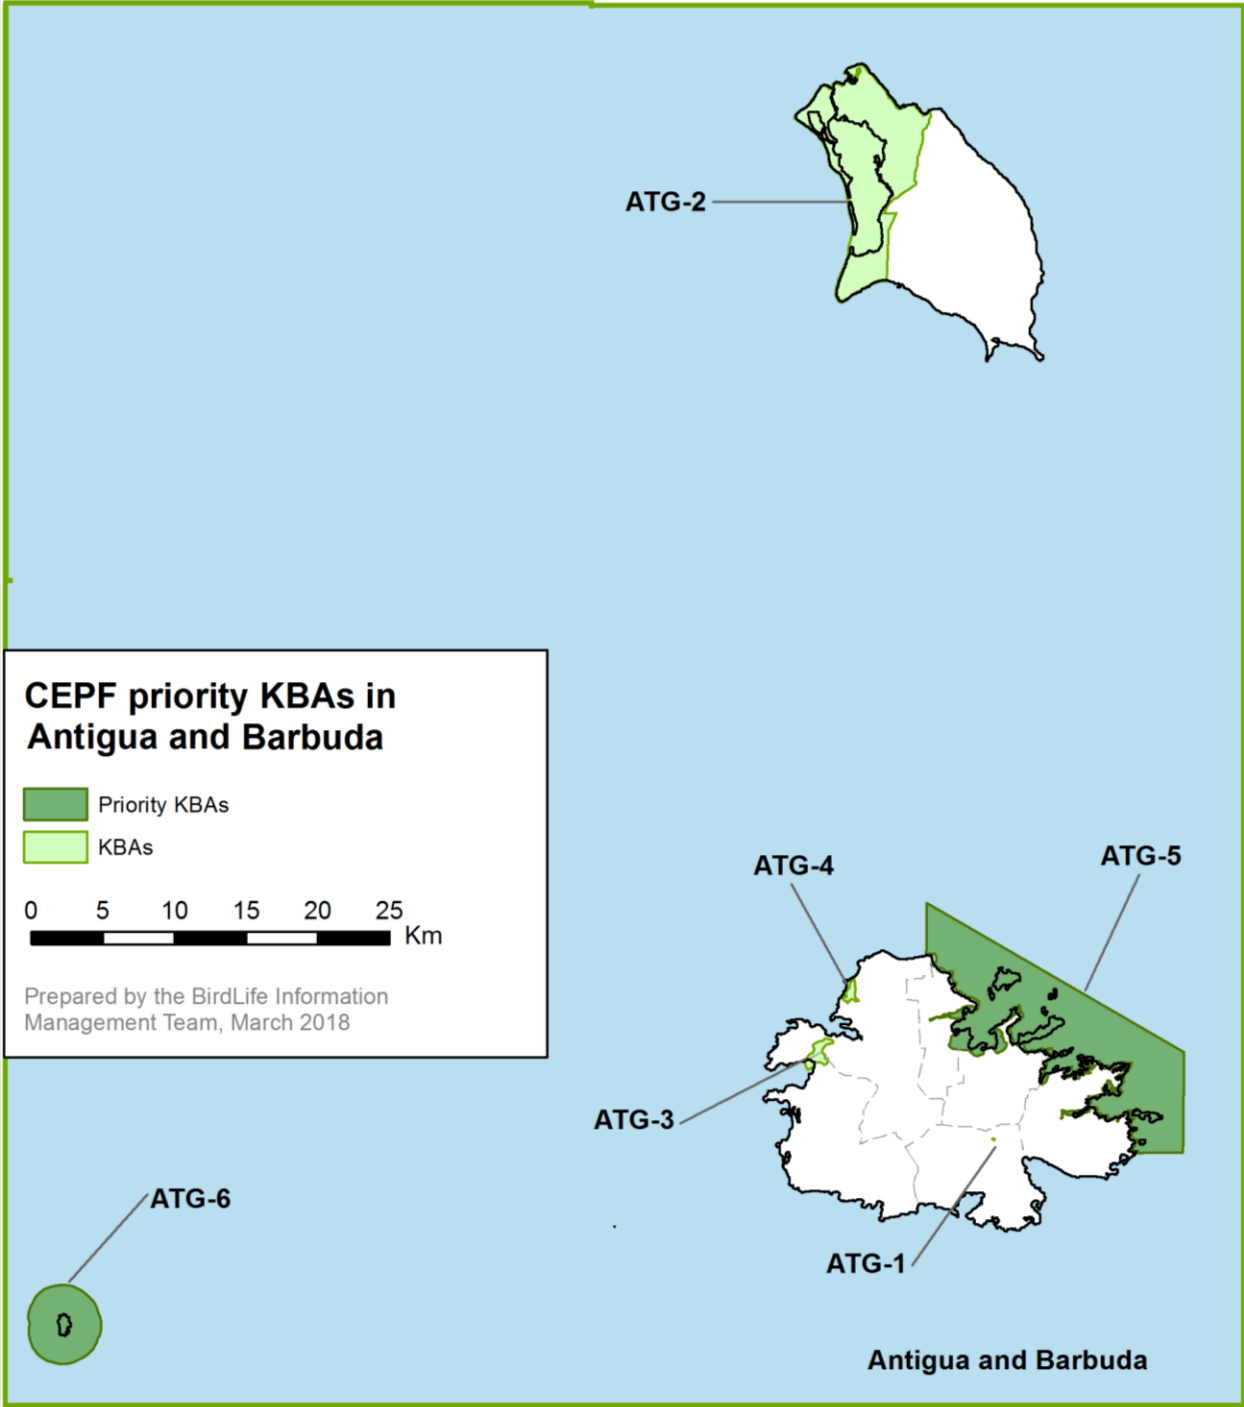 ATG-2
CEPF priority KBAs in
Antigua and Barbuda
Priority KBAs
KBAs
0 5 10 15 20 25
Km
Prepared by the BirdLife Information
Management Team, March 2018
ATG-4
ATG-5
ATG-3
ATG-6
ATG-1
Antigua and Barbuda